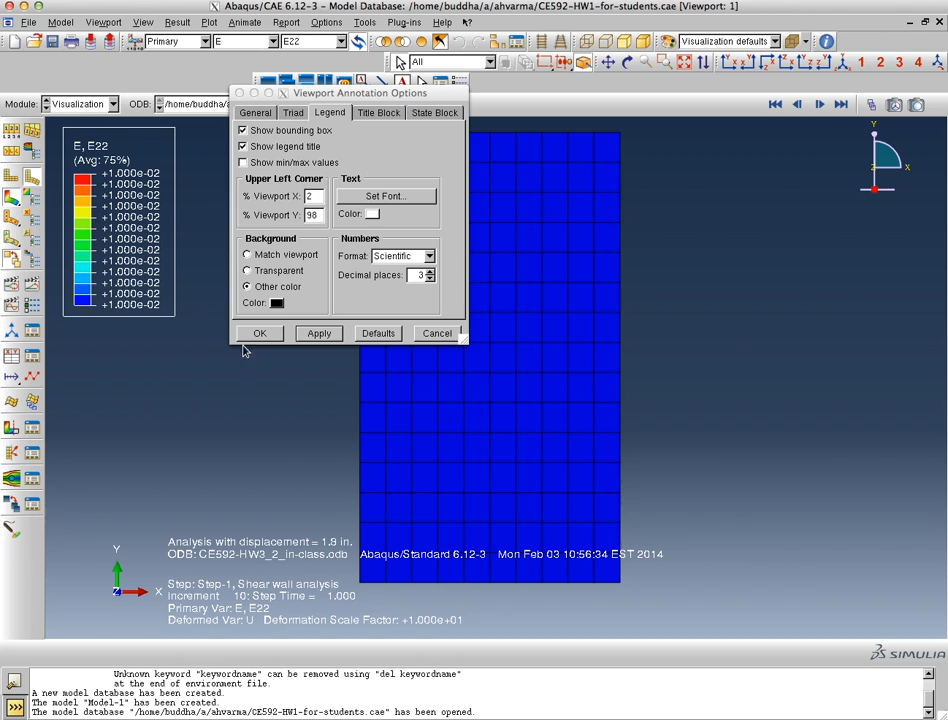 Abaqus/CAE 6.12-3 - Model Database: /home/buddha/a/ahvarma/CE592-HW1-for-students.cae [Viewport: 1]
File Model Viewport View Result Plot Animate Report Options Tools Plug-ins Help
Primary E E22 Visualization defaults
All 1 2 3 4
Module: Visualization ODB: /home/buddha/a
Viewport Annotation Options
General Triad Legend Title Block State Block
Show bounding box
Show legend title
Show min/max values
Upper Left Corner Text
% Viewport X: 2 Set Font...
% Viewport Y: 98 Color:
Background Numbers
Match viewport Format: Scientific
Transparent Decimal places: 3
Other color
Color:
OK Apply Defaults Cancel
E, E22
(Avg: 75%)
+1.000e-02
+1.000e-02
+1.000e-02
+1.000e-02
+1.000e-02
+1.000e-02
+1.000e-02
+1.000e-02
+1.000e-02
+1.000e-02
+1.000e-02
+1.000e-02
+1.000e-02
Y
X
Z
Analysis with displacement = 1.8 in.
ODB: CE592-HW3_2_in-class.odb Abaqus/Standard 6.12-3 Mon Feb 03 10:56:34 EST 2014
Y
Z X
Step: Step-1, Shear wall analysis
Increment 10: Step Time = 1.000
Primary Var: E, E22
Deformed Var: U Deformation Scale Factor: +1.000e+01
SIMULIA
Unknown keyword "keywordname" can be removed using "del keywordname"
at the end of environment file.
A new model database has been created.
The model "Model-1" has been created.
The model database "/home/buddha/a/ahvarma/CE592-HW1-for-students.cae" has been opened.
>>>